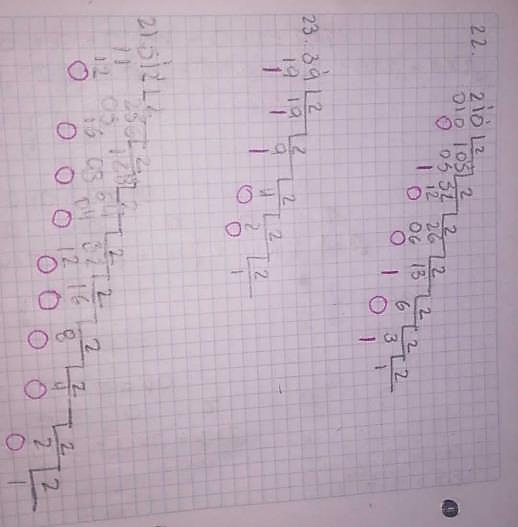 22. 210 |2
010 105 |2
0 05 52 |2
1 12 26 |2
0 06 13 |2
0 1 6 |2
0 3 |2
1 1
23. 39 |2
19 19 |2
1 1 9 |2
1 4 |2
0 2 |2
0 1
21. 512 |2
11 256 |2
12 05 128 |2
0 16 08 64 |2
0 0 04 32 |2
0 12 16 |2
0 0 8 |2
0 4 |2
0 2 |2
0 1